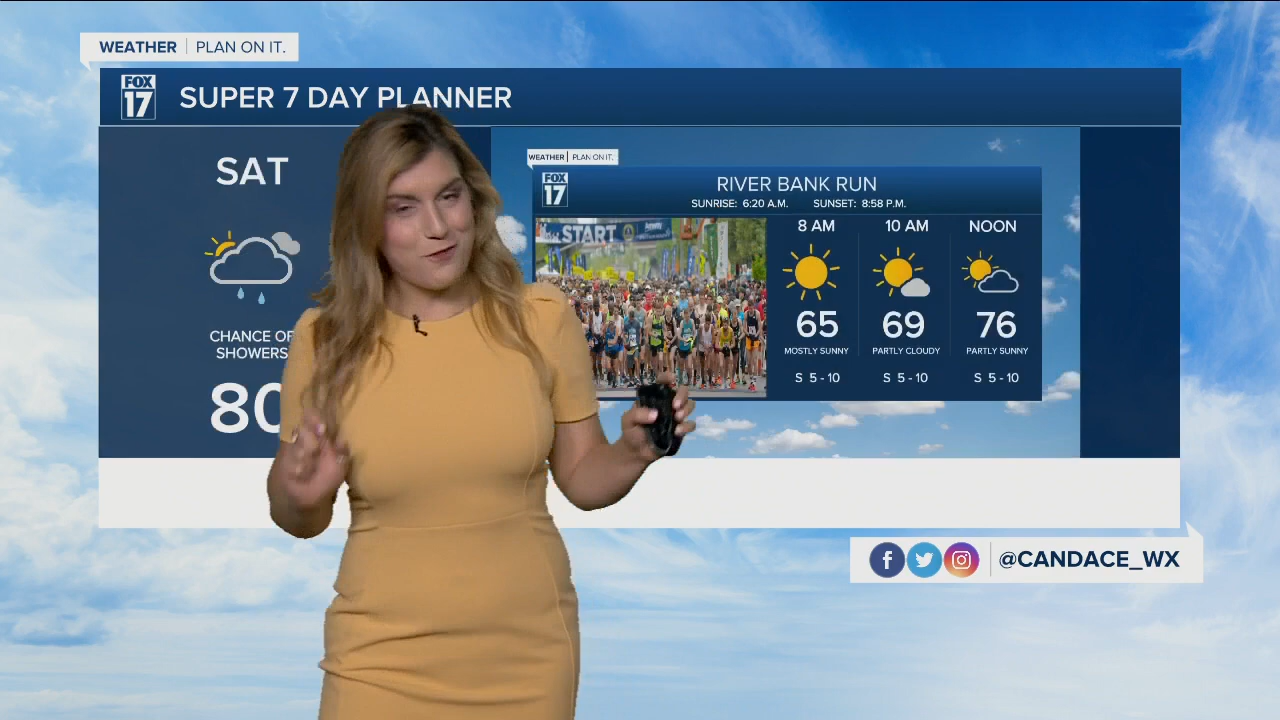 WEATHER | PLAN ON IT.
FOX
17
SUPER 7 DAY PLANNER
SAT
CHANCE OF
SHOWERS
80
WEATHER | PLAN ON IT.
FOX
17
RIVER BANK RUN
SUNRISE: 6:20 A.M. SUNSET: 8:58 P.M.
START
8 AM 10 AM NOON
65 69 76
MOSTLY SUNNY PARTLY CLOUDY PARTLY SUNNY
S 5 - 10 S 5 - 10 S 5 - 10
@CANDACE_WX